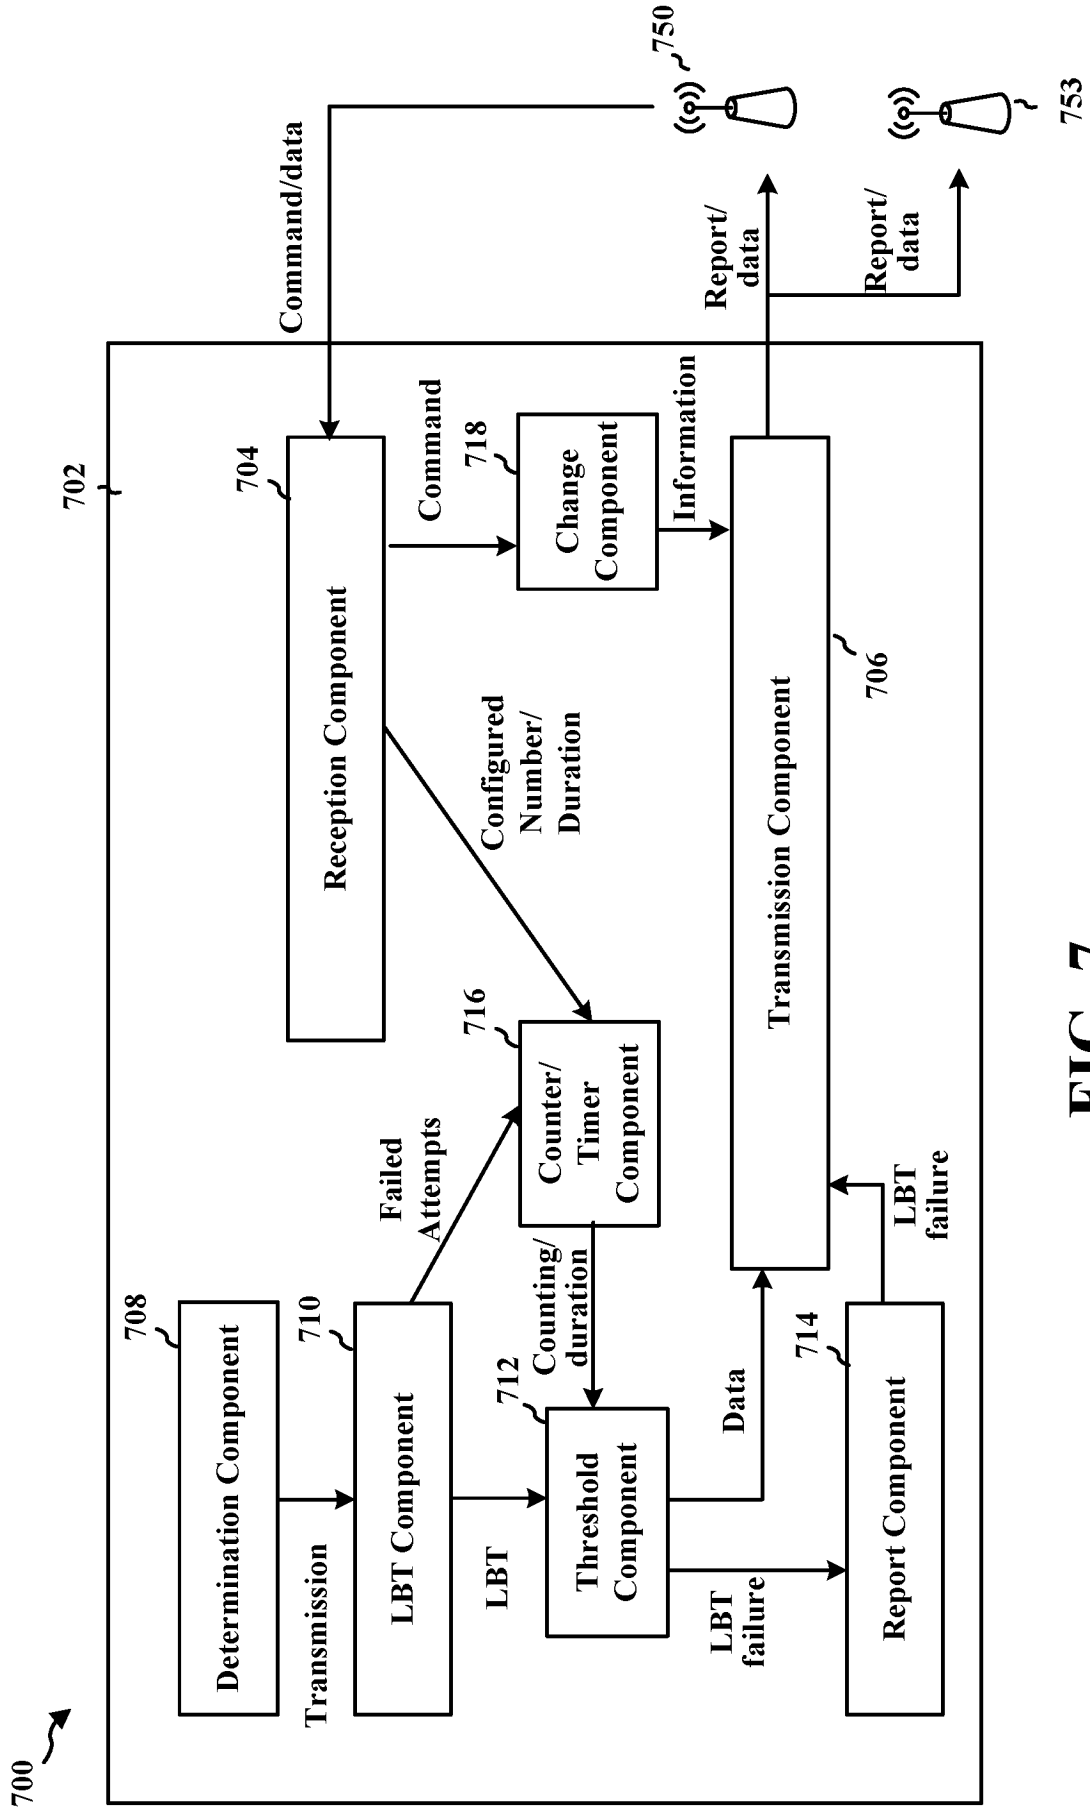 700
702
Determination Component
708
Transmission
LBT Component
710
Failed
Attempts
LBT
Threshold
Component
712
Counting/
duration
Counter/
Timer
Component
716
Configured
Number/
Duration
Reception Component
704
Command/data
Command
Change
Component
718
Information
Transmission Component
706
Data
LBT
failure
Report Component
714
LBT
failure
Report/
data
Report/
data
750
753
FIG. 7